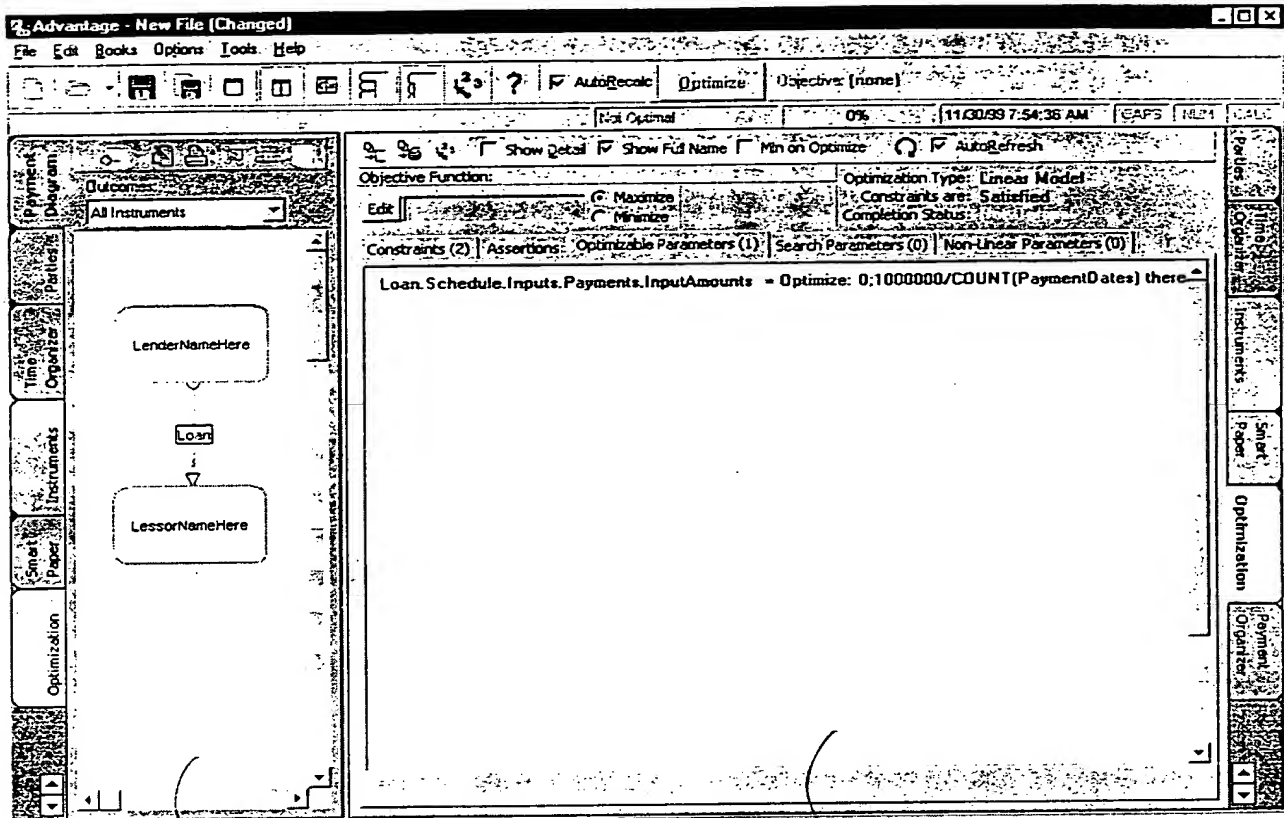 Advantage - New File (Changed)
File Edit Books Options Tools Help
? AutoRecalc Optimize Objective: (none)
Not Optimal 0% 11/30/99 7:54:36 AM CAPS NUM CALC
Payment Diagram
Parties
Time Organizer
Instruments
Smart Paper
Optimization
Outcomes:
All Instruments
LenderNameHere
Loan
LessorNameHere
Show Detail Show Full Name Min on Optimize AutoRefresh
Objective Function:
Edit
Maximize
Minimize
Optimization Type: Linear Model
Constraints are: Satisfied
Completion Status:
Constraints (2) Assertions Optimizable Parameters (1) Search Parameters (0) Non-Linear Parameters (0)
Loan.Schedule.Inputs.Payments.InputAmounts = Optimize: 0;1000000/COUNT(PaymentDates) there
Parties
Time Organizer
Instruments
Smart Paper
Optimization
Payment Organizer